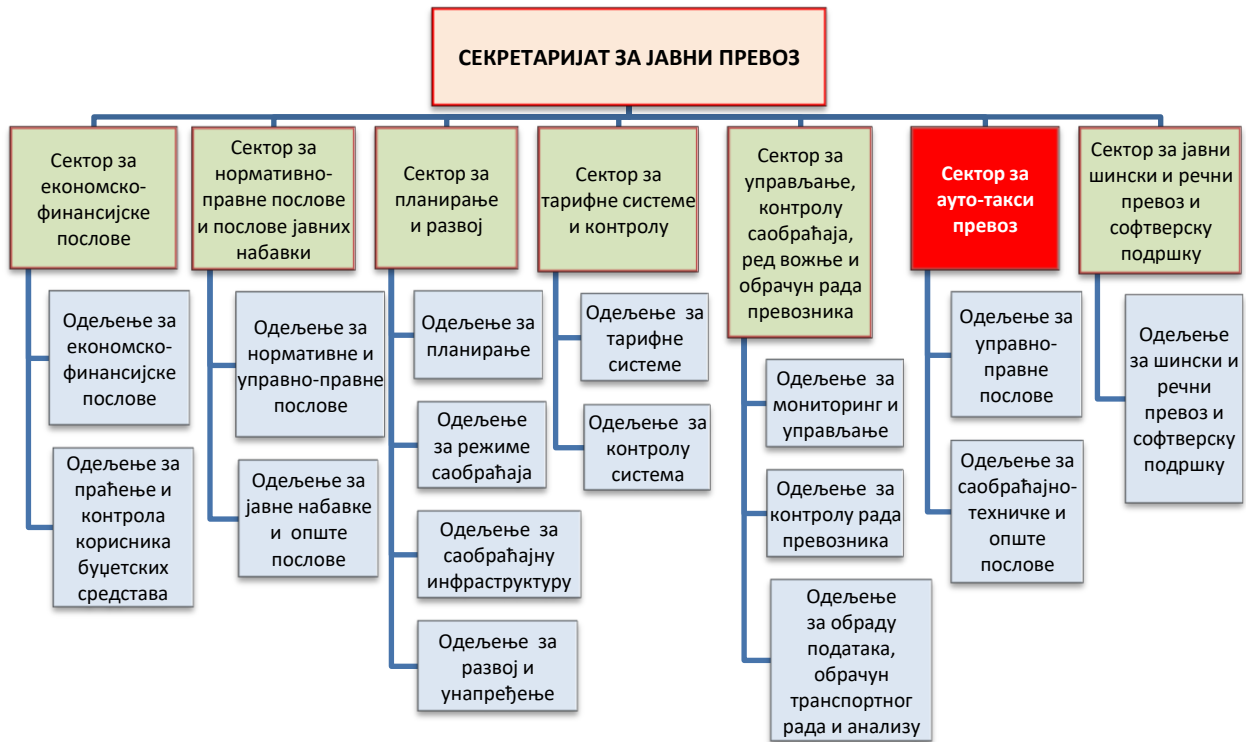 СЕКРЕТАРИЈАТ ЗА ЈАВНИ ПРЕВОЗ
Сектор за
економско-
финансијске
послове
Одељење за
економско-
финансијске
послове
Одељење за
праћење и
контрола
корисника
буџетских
средстава
Сектор за
нормативно-
правне послове
и послове јавних
набавки
Одељење за
нормативне и
управно-правне
послове
Одељење за
јавне набавке
и опште
послове
Сектор за
планирање
и развој
Одељење за
планирање
Одељење
за режиме
саобраћаја
Одељење за
саобраћајну
инфраструктуру
Одељење за
развој и
унапређење
Сектор за
тарифне системе
и контролу
Одељење за
тарифне
системе
Одељење за
контролу
система
Сектор за
управљање,
контролу
саобраћаја,
ред вожње и
обрачун рада
превозника
Одељење за
мониторинг и
управљање
Одељење за
контролу рада
превозника
Одељење
за обраду
података,
обрачун
транспортног
рада и анализу
Сектор за
ауто-такси
превоз
Одељење за
управно-
правне
послове
Одељење за
саобраћајно-
техничке и
опште
послове
Сектор за јавни
шински и речни
превоз и
софтверску
подршку
Одељење
за шински и
речни
превоз и
софтверску
подршку